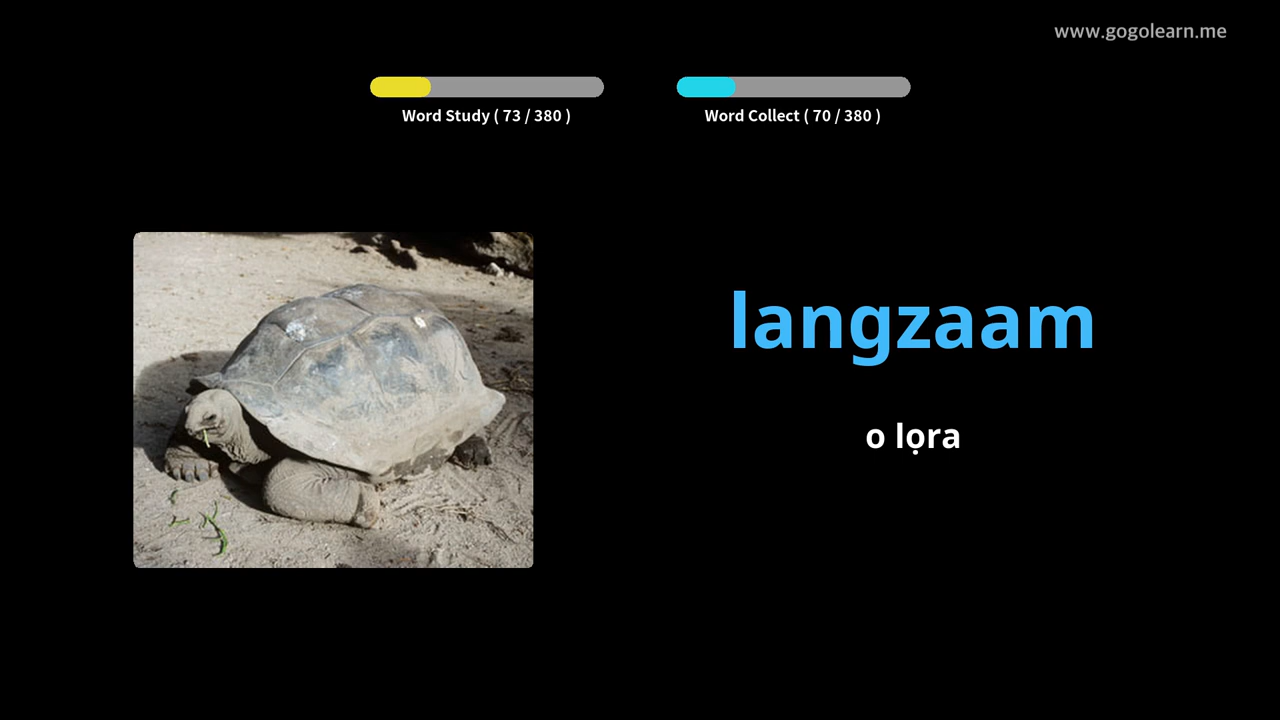 www.gogolearn.me
Word Study ( 73 / 380 )
Word Collect ( 70 / 380 )
langzaam
o lọra